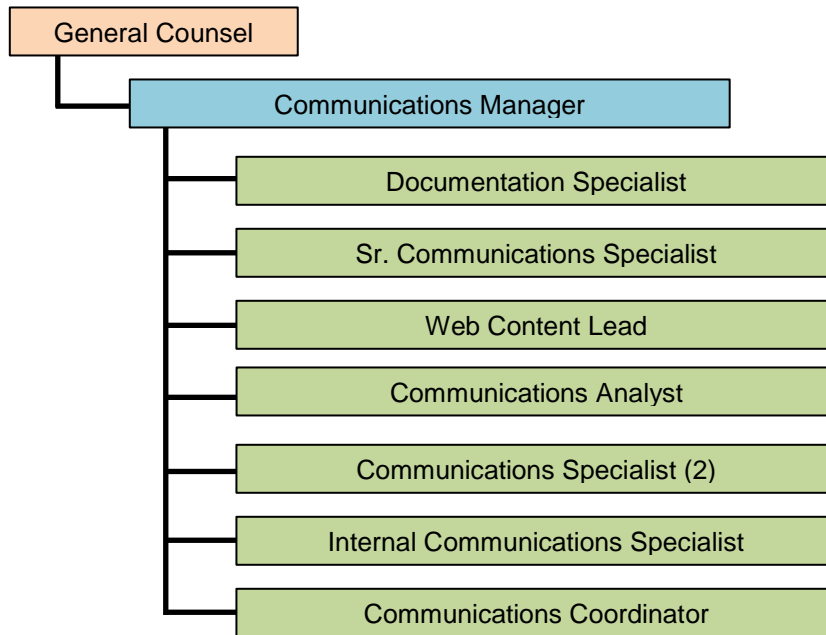 General Counsel
Communications Manager
Documentation Specialist
Sr. Communications Specialist
Web Content Lead
Communications Analyst
Communications Specialist (2)
Internal Communications Specialist
Communications Coordinator